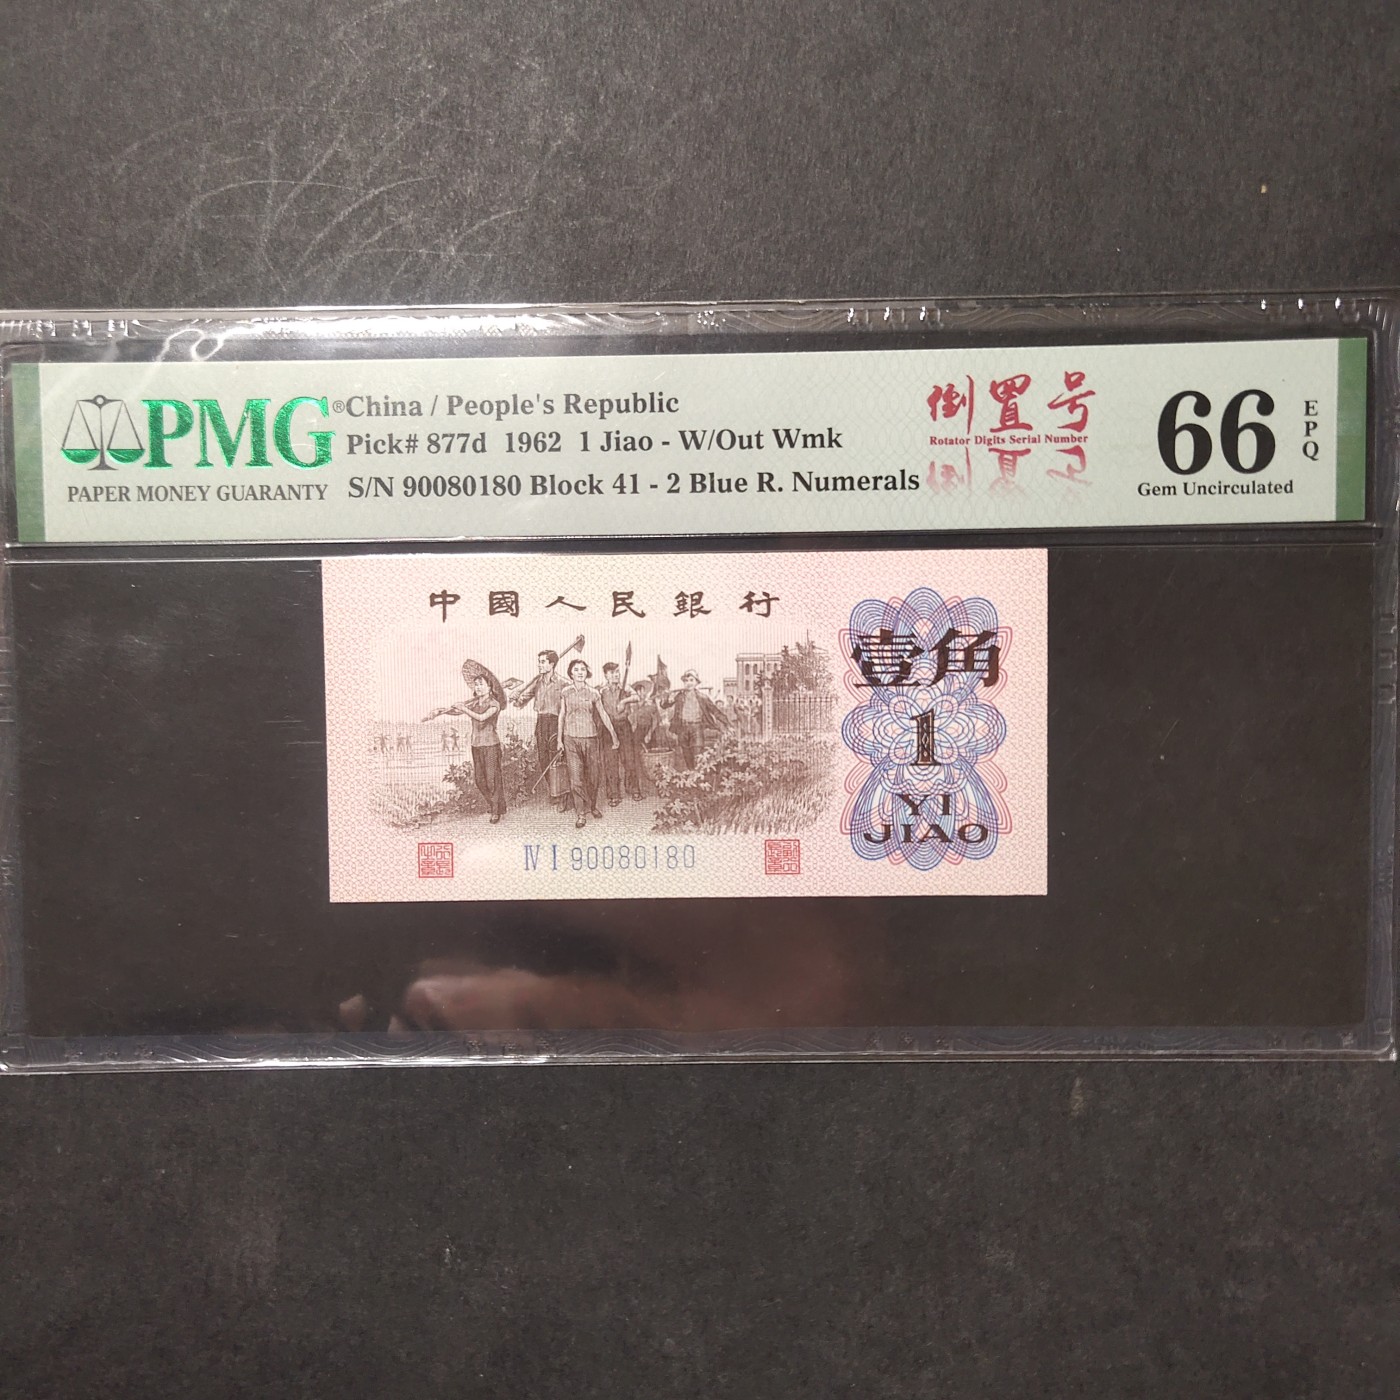 PMG®
PAPER MONEY GUARANTY
China / People's Republic
Pick# 877d 1962 1 Jiao - W/Out Wmk
S/N 90080180 Block 41 - 2 Blue R. Numerals
倒置号
Rotator Digits Serial Number
66
EPQ
Gem Uncirculated
中國人民銀行
壹角
1
YI
JIAO
Ⅳ Ⅰ 90080180